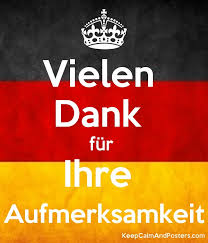 Vielen
Dank
für
Ihre
Aufmerksamkeit
KeepCalmAndPosters.com